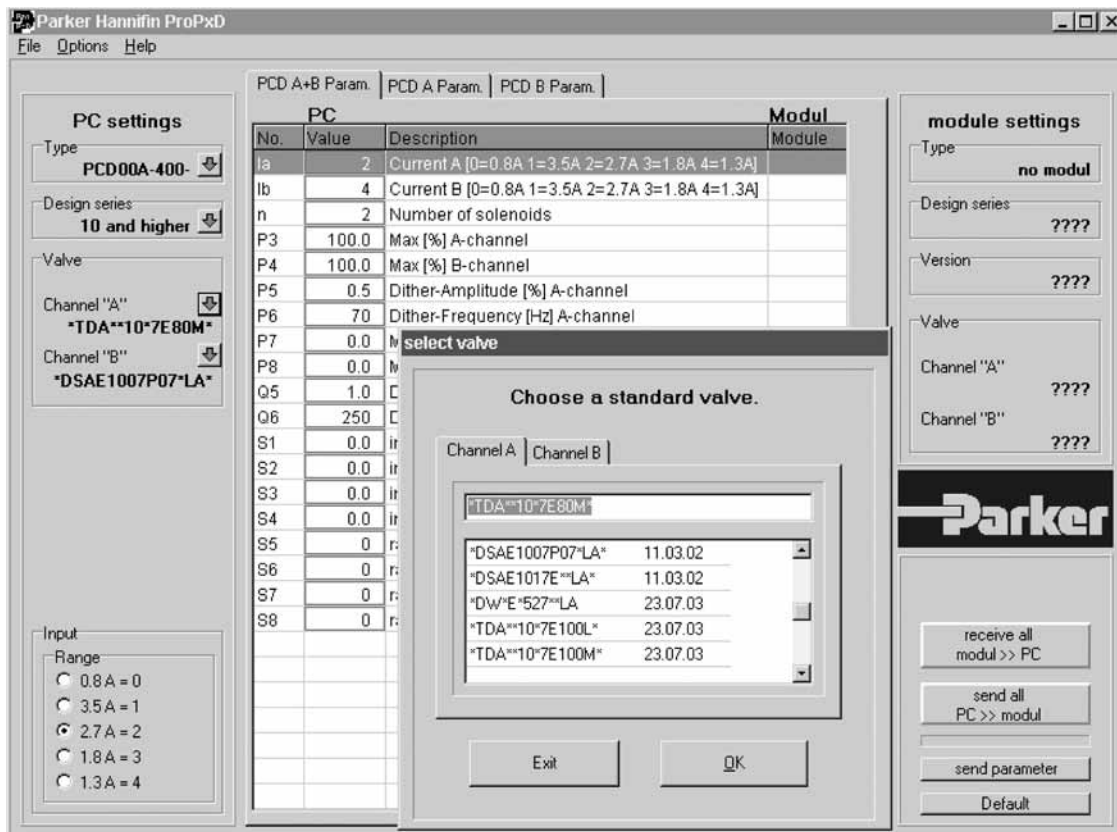 Parker Hannifin ProPxD
File Options Help
PC settings
Type
PCD00A-400-
Design series
10 and higher
Valve
Channel "A"
*TDA**10*7E80M*
Channel "B"
*DSAE1007P07*LA*
Input
Range
0.8 A = 0
3.5 A = 1
2.7 A = 2
1.8 A = 3
1.3 A = 4
PCD A+B Param. PCD A Param. PCD B Param.
PC Modul
No. Value Description Module
Ia 2 Current A [0=0.8A 1=3.5A 2=2.7A 3=1.8A 4=1.3A]
Ib 4 Current B [0=0.8A 1=3.5A 2=2.7A 3=1.8A 4=1.3A]
n 2 Number of solenoids
P3 100.0 Max [%] A-channel
P4 100.0 Max [%] B-channel
P5 0.5 Dither-Amplitude [%] A-channel
P6 70 Dither-Frequency [Hz] A-channel
P7 0.0 M
P8 0.0 M
Q5 1.0 D
Q6 250 D
S1 0.0 in
S2 0.0 in
S3 0.0 in
S4 0.0 in
S5 0 ra
S6 0 ra
S7 0 ra
S8 0 ra
select valve
Choose a standard valve.
Channel A Channel B
*TDA**10*7E80M*
*DSAE1007P07*LA* 11.03.02
*DSAE1017E**LA* 11.03.02
*DW*E*527**LA 23.07.03
*TDA**10*7E100L* 23.07.03
*TDA**10*7E100M* 23.07.03
Exit OK
module settings
Type
no modul
Design series
????
Version
????
Valve
Channel "A"
????
Channel "B"
????
Parker
receive all
modul >> PC
send all
PC >> modul
send parameter
Default